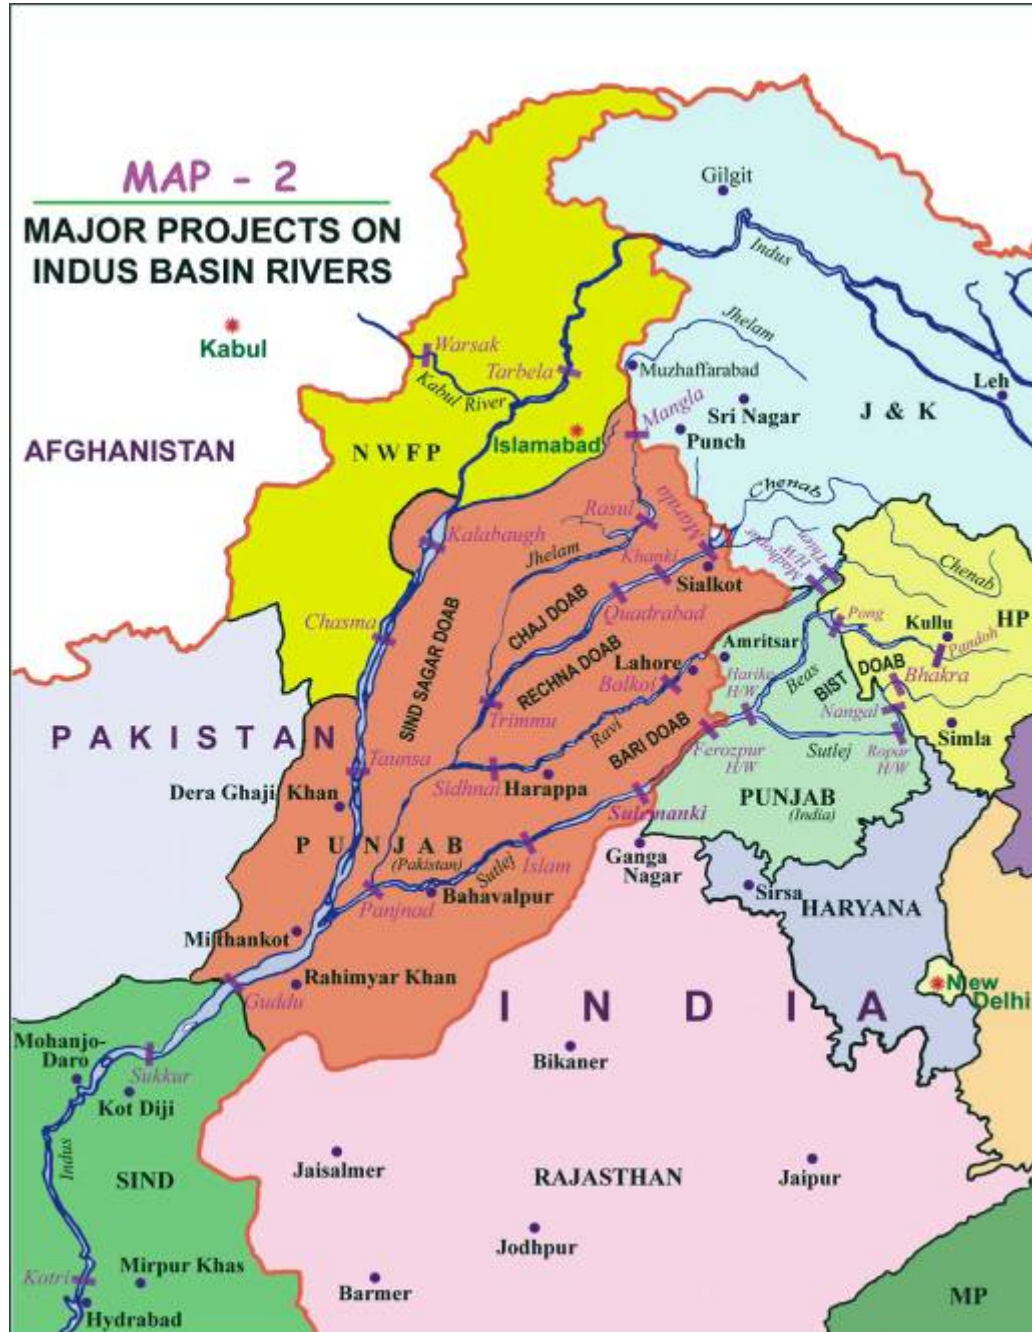 MAP - 2
MAJOR PROJECTS ON
INDUS BASIN RIVERS
Gilgit
Indus
Kabul
Warsak
Kabul River
Tarbela
Jhelam
Muzhaffarabad
Leh
Sri Nagar
J & K
Mangla
Punch
AFGHANISTAN
NWFP
Islamabad
Chenab
Rasul
Marala
Kalabaugh
Jhelam
Khanki
Sialkot
Thien
H/W
Madhopur
Chenab
HP
Chasma
SIND SAGAR DOAB
CHAJ DOAB
Quadrabad
RECHNA DOAB
Pong
Kullu
Pandoh
Amritsar
Lahore
Balkoi
Harike
H/W
Beas
BIST DOAB
Bhakra
PAKISTAN
Trimmu
Ravi
BARI DOAB
Nangal
Simla
Taunsa
Ferozpur
H/W
Sutlej
Ropar
H/W
Dera Ghaji Khan
Sidhnai
Harappa
Sulemanki
PUNJAB
(India)
PUNJAB
(Pakistan)
Sutlej
Islam
Ganga
Nagar
Panjnad
Bahavalpur
Sirsa
HARYANA
Mitthankot
Rahimyar Khan
Guddu
INDIA
New
Delhi
Mohanjo-
Daro
Sukkur
Bikaner
Kot Diji
Indus
SIND
Jaisalmer
RAJASTHAN
Jaipur
Jodhpur
Kotri
Mirpur Khas
Barmer
MP
Hydrabad